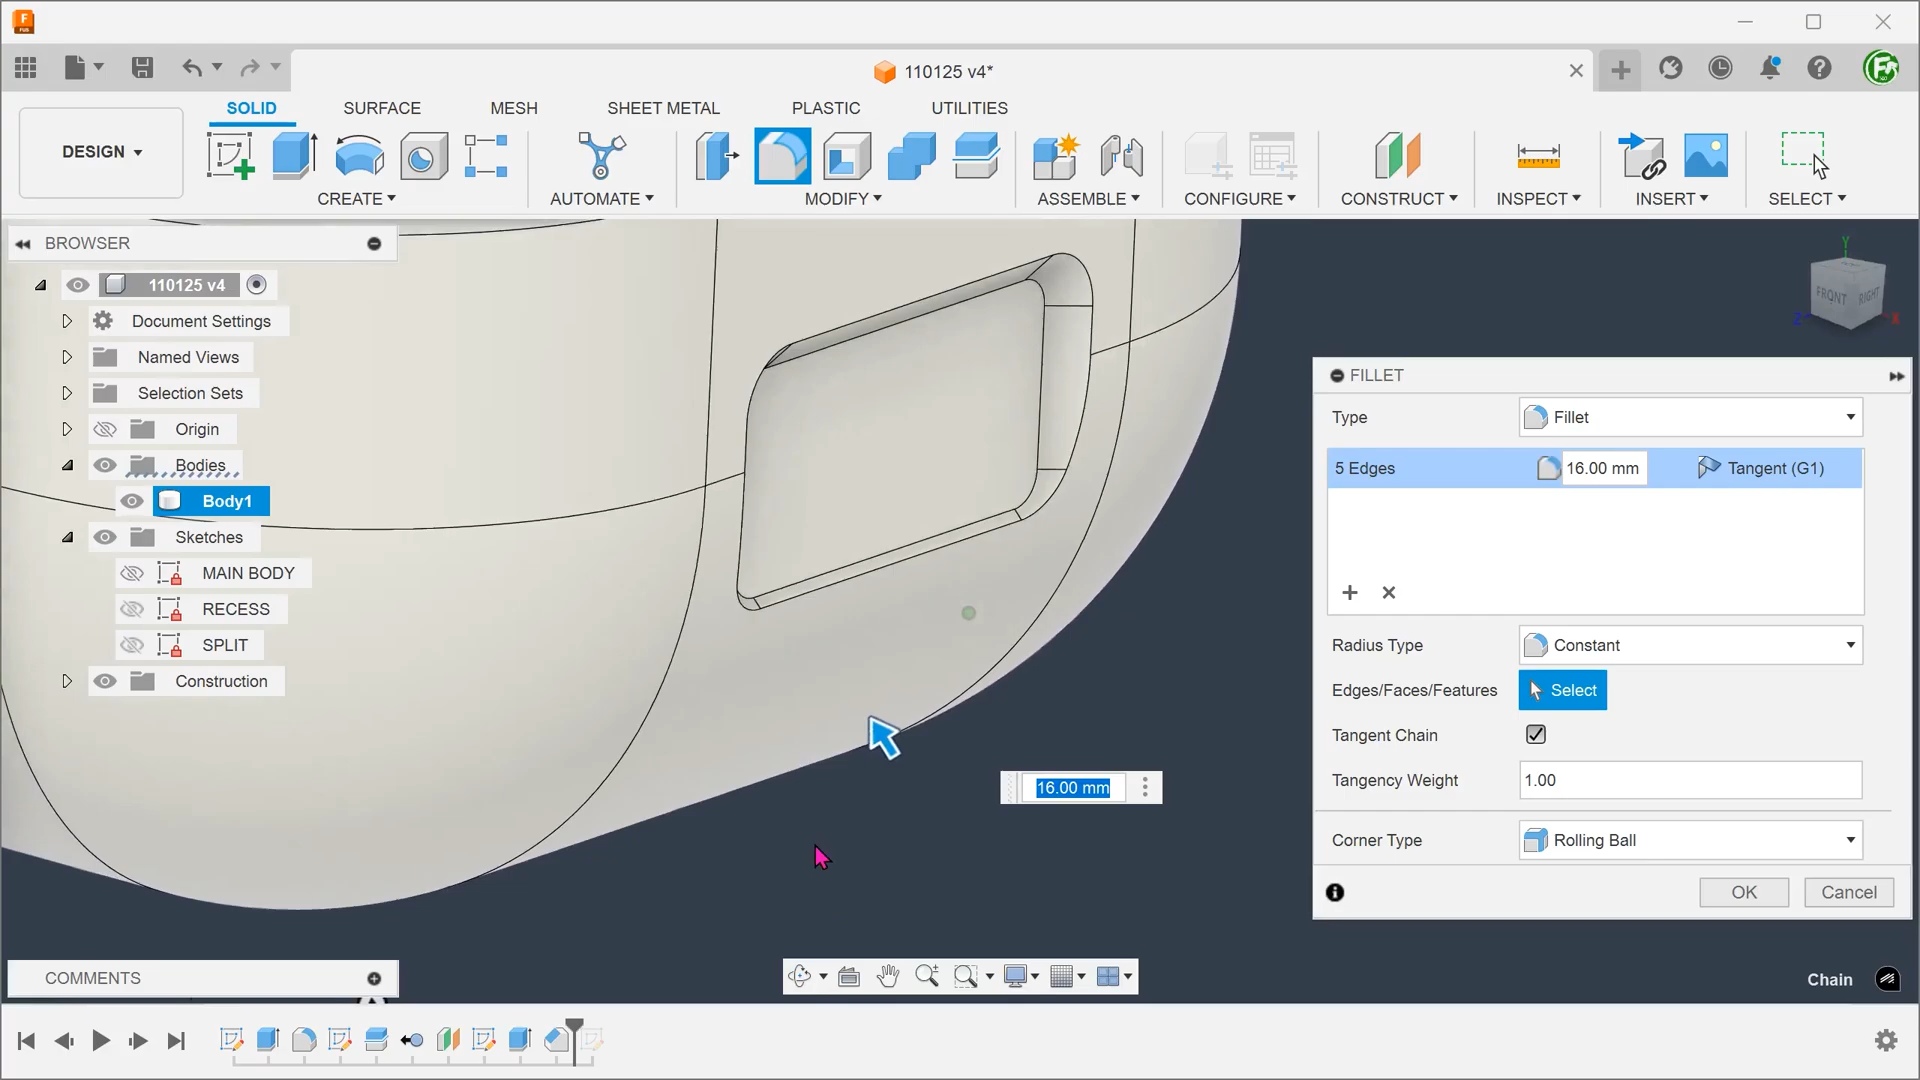 110125 v4*
SOLID
SURFACE
MESH
SHEET METAL
PLASTIC
UTILITIES
DESIGN
CREATE
AUTOMATE
MODIFY
ASSEMBLE
CONFIGURE
CONSTRUCT
INSPECT
INSERT
SELECT
BROWSER
110125 v4
Document Settings
Named Views
Selection Sets
Origin
Bodies
Body1
Sketches
MAIN BODY
RECESS
SPLIT
Construction
Y
FRONT
RIGHT
Z
X
FILLET
Type
Fillet
5 Edges
16.00 mm
Tangent (G1)
Radius Type
Constant
Edges/Faces/Features
Select
Tangent Chain
Tangency Weight
1.00
Corner Type
Rolling Ball
OK
Cancel
16.00 mm
COMMENTS
Chain